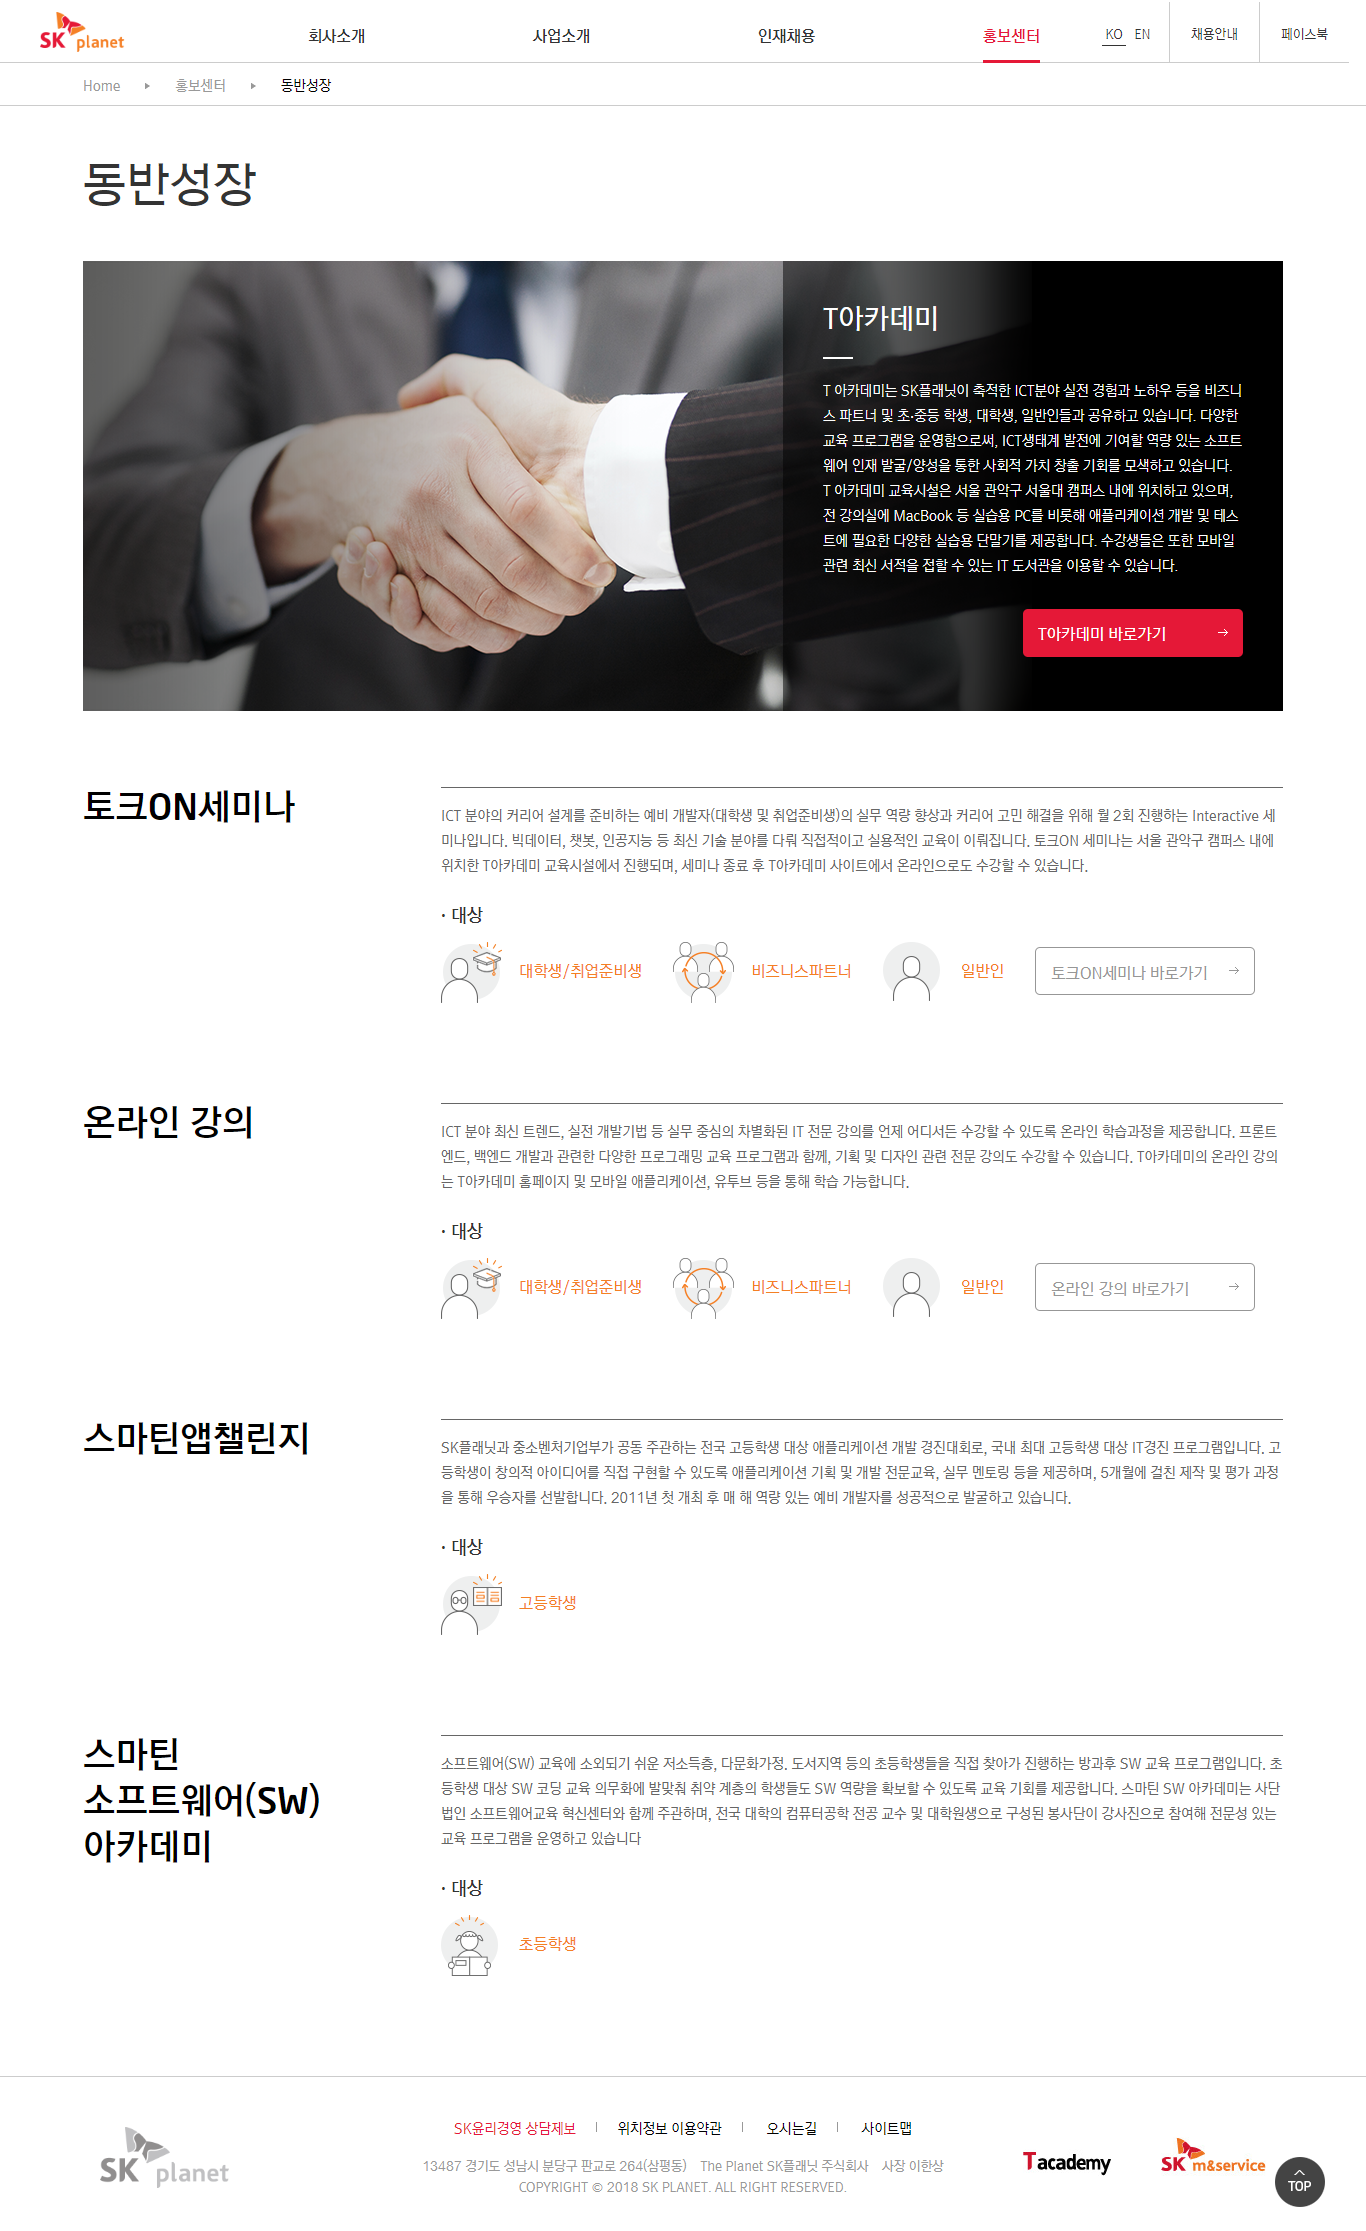 SK planet
회사소개
사업소개
인재채용
홍보센터
KO EN
채용안내
페이스북
Home 홍보센터 동반성장
동반성장
T아카데미
T 아카데미는 SK플래닛이 축적한 ICT분야 실전 경험과 노하우 등을 비즈니
스 파트너 및 초·중등 학생, 대학생, 일반인들과 공유하고 있습니다. 다양한
교육 프로그램을 운영함으로써, ICT생태계 발전에 기여할 역량 있는 소프트
웨어 인재 발굴/양성을 통한 사회적 가치 창출 기회를 모색하고 있습니다.
T 아카데미 교육시설은 서울 관악구 서울대 캠퍼스 내에 위치하고 있으며,
전 강의실에 MacBook 등 실습용 PC를 비롯해 애플리케이션 개발 및 테스
트에 필요한 다양한 실습용 단말기를 제공합니다. 수강생들은 또한 모바일
관련 최신 서적을 접할 수 있는 IT 도서관을 이용할 수 있습니다.
T아카데미 바로가기
토크ON세미나
ICT 분야의 커리어 설계를 준비하는 예비 개발자(대학생 및 취업준비생)의 실무 역량 향상과 커리어 고민 해결을 위해 월 2회 진행하는 Interactive 세
미나입니다. 빅데이터, 챗봇, 인공지능 등 최신 기술 분야를 다뤄 직접적이고 실용적인 교육이 이뤄집니다. 토크ON 세미나는 서울 관악구 캠퍼스 내에
위치한 T아카데미 교육시설에서 진행되며, 세미나 종료 후 T아카데미 사이트에서 온라인으로도 수강할 수 있습니다.
· 대상
대학생/취업준비생
비즈니스파트너
일반인
토크ON세미나 바로가기
온라인 강의
ICT 분야 최신 트렌드, 실전 개발기법 등 실무 중심의 차별화된 IT 전문 강의를 언제 어디서든 수강할 수 있도록 온라인 학습과정을 제공합니다. 프론트
엔드, 백엔드 개발과 관련한 다양한 프로그래밍 교육 프로그램과 함께, 기획 및 디자인 관련 전문 강의도 수강할 수 있습니다. T아카데미의 온라인 강의
는 T아카데미 홈페이지 및 모바일 애플리케이션, 유투브 등을 통해 학습 가능합니다.
· 대상
대학생/취업준비생
비즈니스파트너
일반인
온라인 강의 바로가기
스마틴앱챌린지
SK플래닛과 중소벤처기업부가 공동 주관하는 전국 고등학생 대상 애플리케이션 개발 경진대회로, 국내 최대 고등학생 대상 IT경진 프로그램입니다. 고
등학생이 창의적 아이디어를 직접 구현할 수 있도록 애플리케이션 기획 및 개발 전문교육, 실무 멘토링 등을 제공하며, 5개월에 걸친 제작 및 평가 과정
을 통해 우승자를 선발합니다. 2011년 첫 개최 후 매 해 역량 있는 예비 개발자를 성공적으로 발굴하고 있습니다.
· 대상
고등학생
스마틴
소프트웨어(SW)
아카데미
소프트웨어(SW) 교육에 소외되기 쉬운 저소득층, 다문화가정, 도서지역 등의 초등학생들을 직접 찾아가 진행하는 방과후 SW 교육 프로그램입니다. 초
등학생 대상 SW 코딩 교육 의무화에 발맞춰 취약 계층의 학생들도 SW 역량을 확보할 수 있도록 교육 기회를 제공합니다. 스마틴 SW 아카데미는 사단
법인 소프트웨어교육 혁신센터와 함께 주관하며, 전국 대학의 컴퓨터공학 전공 교수 및 대학원생으로 구성된 봉사단이 강사진으로 참여해 전문성 있는
교육 프로그램을 운영하고 있습니다
· 대상
초등학생
SK planet
SK윤리경영 상담제보
위치정보 이용약관
오시는길
사이트맵
13487 경기도 성남시 분당구 판교로 264(삼평동) The Planet SK플래닛 주식회사 사장 이한상
COPYRIGHT © 2018 SK PLANET. ALL RIGHT RESERVED.
Tacademy
SK m&service
TOP